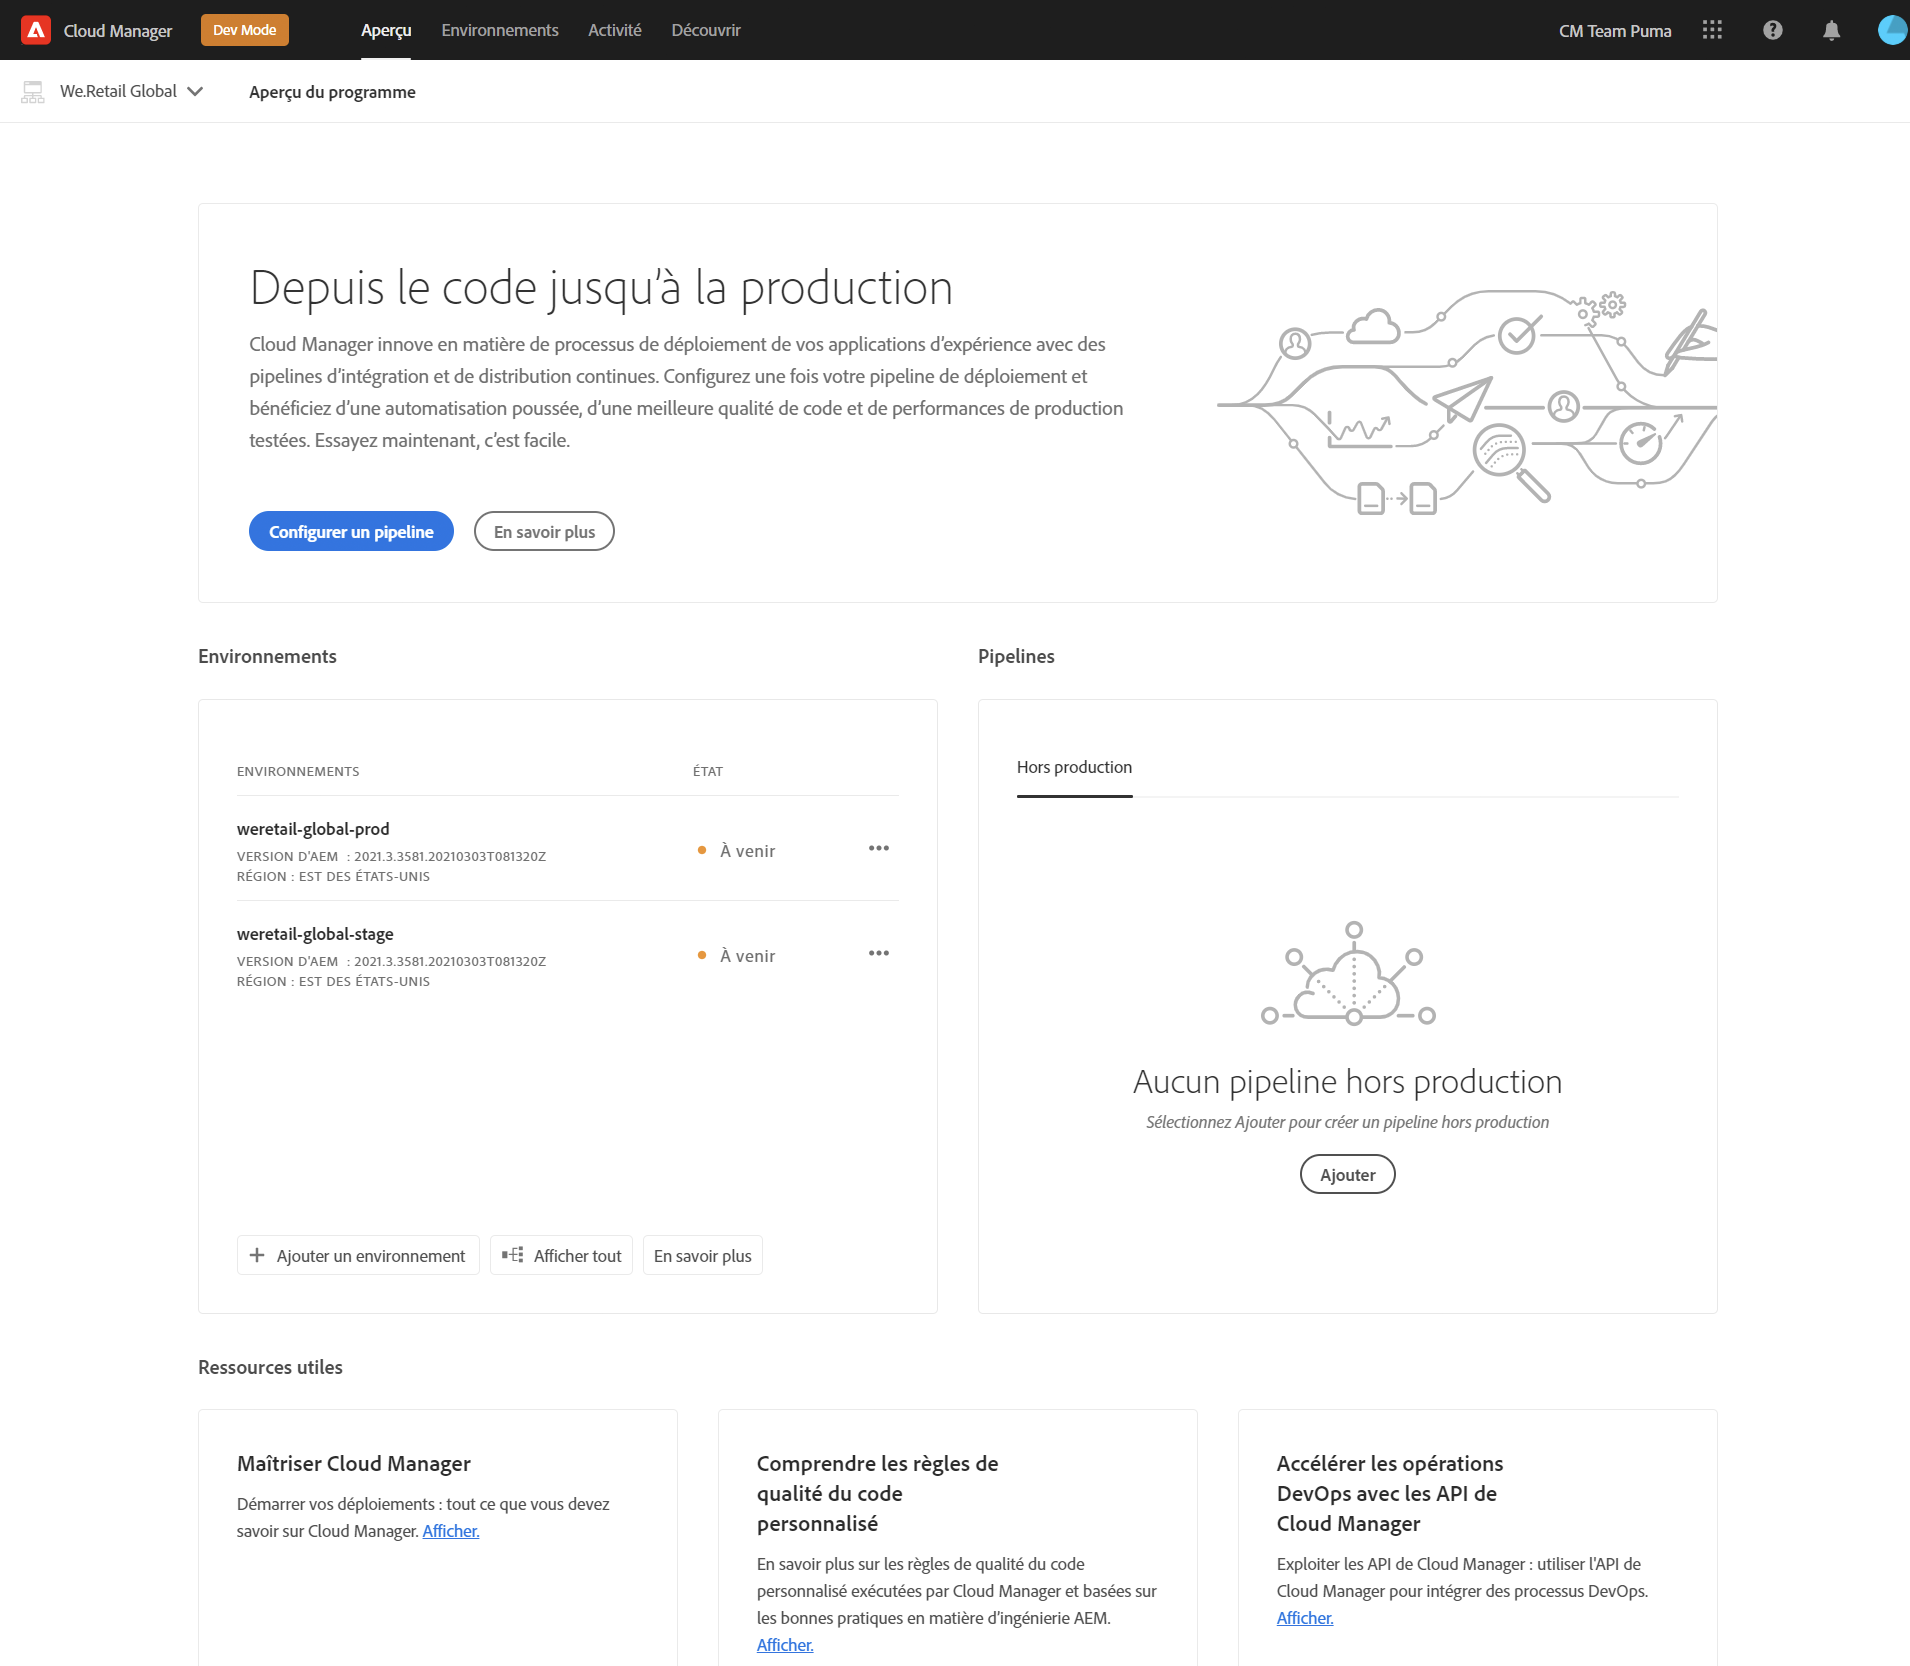 Cloud Manager
Dev Mode
Aperçu
Environnements
Activité
Découvrir
CM Team Puma
We.Retail Global
Aperçu du programme
Depuis le code jusqu’à la production
Cloud Manager innove en matière de processus de déploiement de vos applications d’expérience avec des
pipelines d’intégration et de distribution continues. Configurez une fois votre pipeline de déploiement et
bénéficiez d’une automatisation poussée, d’une meilleure qualité de code et de performances de production
testées. Essayez maintenant, c’est facile.
Configurer un pipeline
En savoir plus
Environnements
ENVIRONNEMENTS
ÉTAT
weretail-global-prod
VERSION D'AEM : 2021.3.3581.20210303T081320Z
RÉGION : EST DES ÉTATS-UNIS
À venir
weretail-global-stage
VERSION D'AEM : 2021.3.3581.20210303T081320Z
RÉGION : EST DES ÉTATS-UNIS
À venir
Ajouter un environnement
Afficher tout
En savoir plus
Pipelines
Hors production
Aucun pipeline hors production
Sélectionnez Ajouter pour créer un pipeline hors production
Ajouter
Ressources utiles
Maîtriser Cloud Manager
Démarrer vos déploiements : tout ce que vous devez
savoir sur Cloud Manager. Afficher.
Comprendre les règles de
qualité du code
personnalisé
En savoir plus sur les règles de qualité du code
personnalisé exécutées par Cloud Manager et basées sur
les bonnes pratiques en matière d’ingénierie AEM.
Afficher.
Accélérer les opérations
DevOps avec les API de
Cloud Manager
Exploiter les API de Cloud Manager : utiliser l'API de
Cloud Manager pour intégrer des processus DevOps.
Afficher.